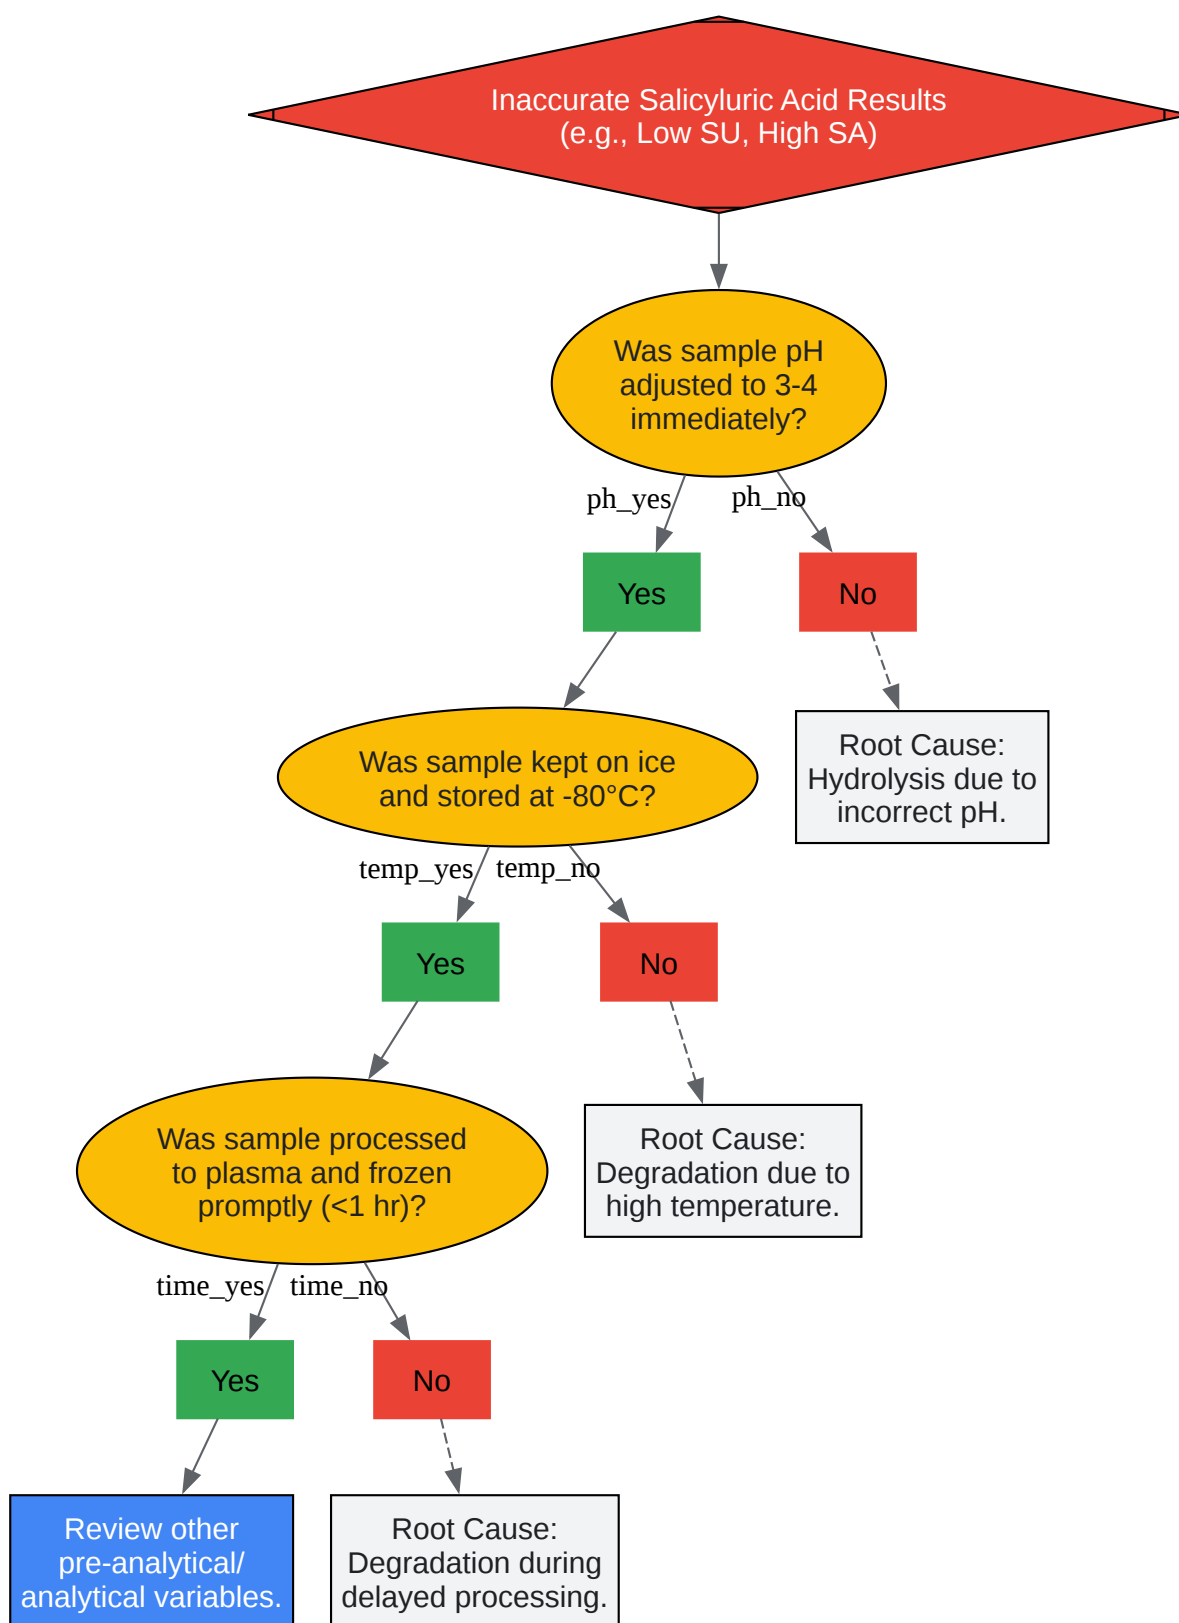 Inaccurate Salicyluric Acid Results
(e.g., Low SU, High SA)
Was sample pH
adjusted to 3-4
immediately?
ph_yes
ph_no
Yes
No
Root Cause:
Hydrolysis due to
incorrect pH.
Was sample kept on ice
and stored at -80°C?
temp_yes
temp_no
Yes
No
Root Cause:
Degradation due to
high temperature.
Was sample processed
to plasma and frozen
promptly (<1 hr)?
time_yes
time_no
Yes
No
Review other
pre-analytical/
analytical variables.
Root Cause:
Degradation during
delayed processing.